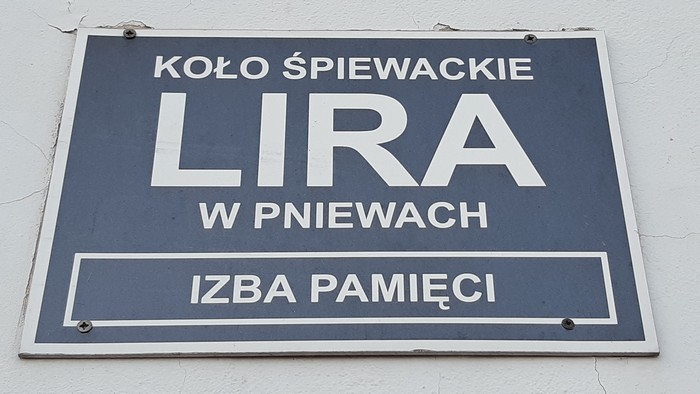 KOŁO ŚPIEWACKIE
LIRA
W PNIEWACH
IZBA PAMIĘCI